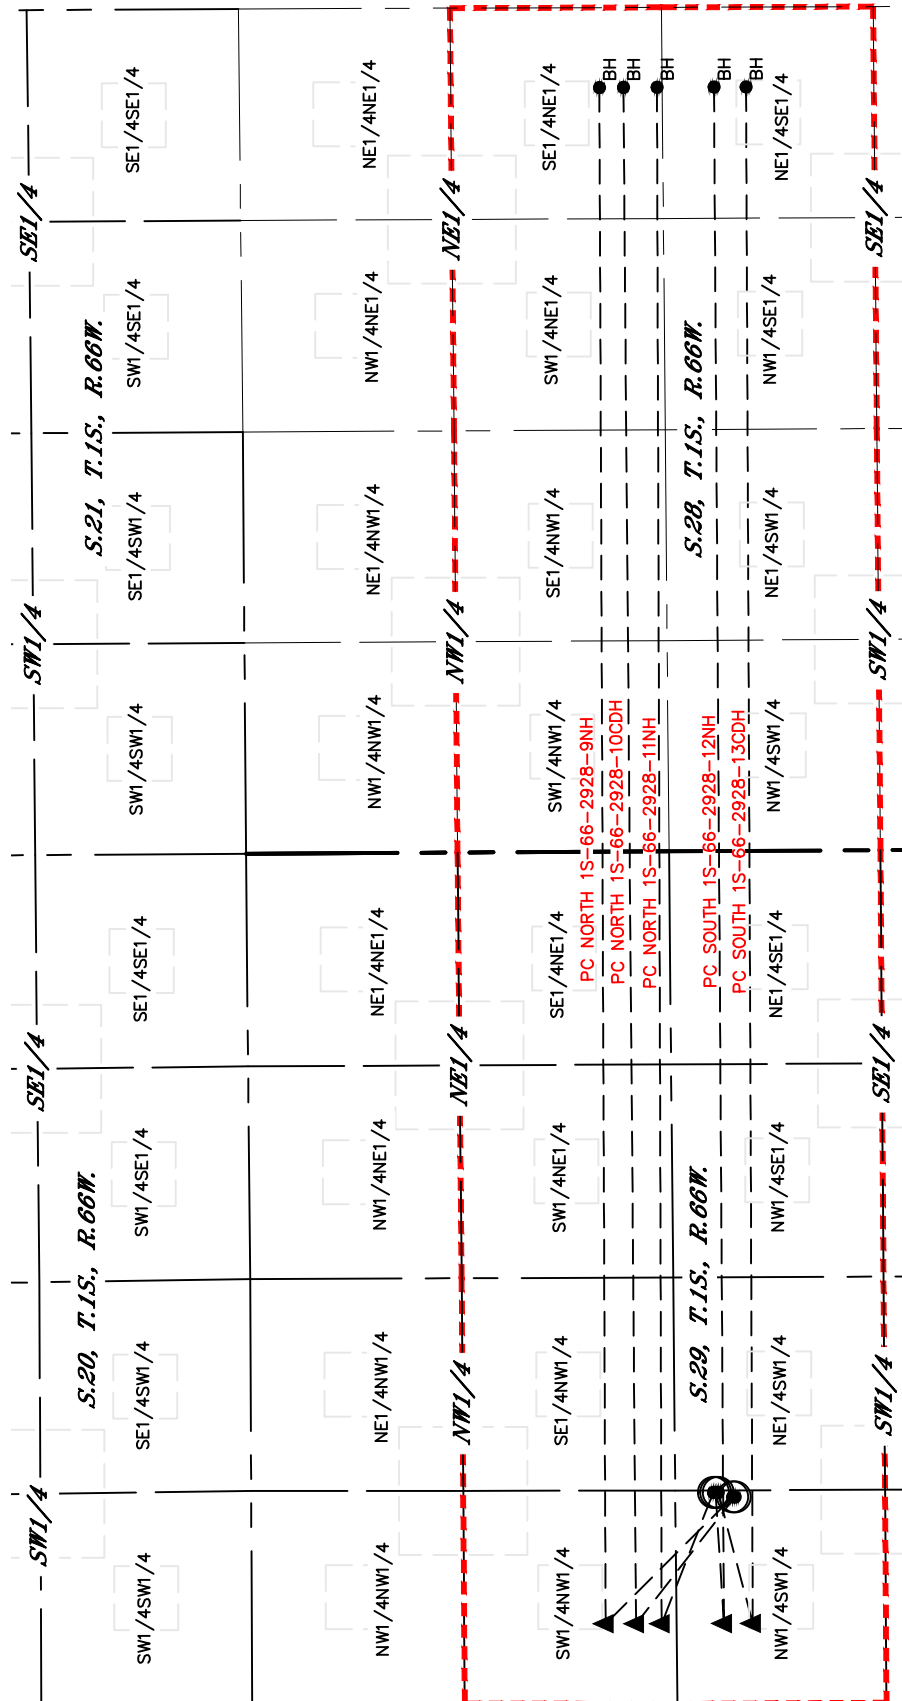 SE1/4
SE1/4SE1/4
NE1/4NE1/4
NE1/4
SE1/4NE1/4
BH
BH
BH
BH
BH
NE1/4SE1/4
SE1/4
SW1/4SE1/4
NW1/4NE1/4
SW1/4NE1/4
NW1/4SE1/4
S.21, T.1S., R.66W.
S.28, T.1S., R.66W.
SE1/4SW1/4
NE1/4NW1/4
SE1/4NW1/4
NE1/4SW1/4
SW1/4
NW1/4
SW1/4
SW1/4SW1/4
NW1/4NW1/4
SW1/4NW1/4
NW1/4SW1/4
PC NORTH 1S-66-2928-9NH
PC NORTH 1S-66-2928-10CDH
PC NORTH 1S-66-2928-11NH
PC SOUTH 1S-66-2928-12NH
PC SOUTH 1S-66-2928-13CDH
SE1/4SE1/4
NE1/4NE1/4
SE1/4NE1/4
NE1/4SE1/4
SE1/4
NE1/4
SE1/4
SW1/4SE1/4
NW1/4NE1/4
SW1/4NE1/4
NW1/4SE1/4
S.20, T.1S., R.66W.
S.29, T.1S., R.66W.
SE1/4SW1/4
NE1/4NW1/4
SE1/4NW1/4
NE1/4SW1/4
SW1/4
NW1/4
SW1/4
SW1/4SW1/4
NW1/4NW1/4
SW1/4NW1/4
NW1/4SW1/4